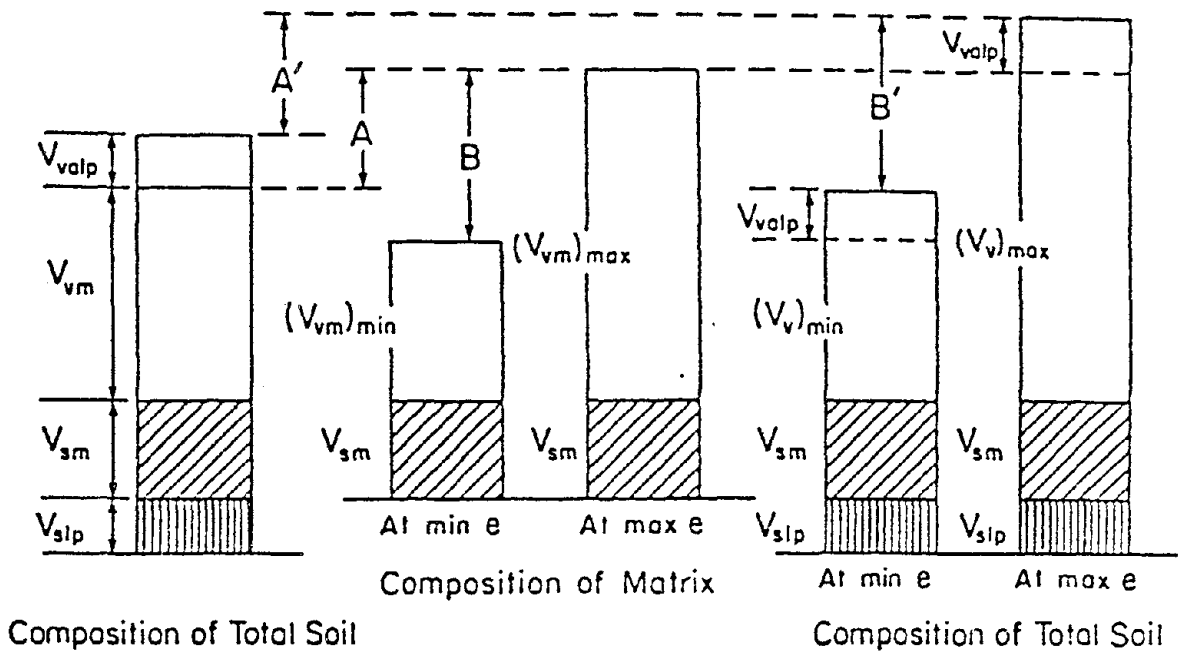 A′
A
B
V_valp
V_vm
V_sm
V_slp
Composition of Total Soil
(V_vm)_min
(V_vm)_max
V_sm
V_sm
At min e
At max e
Composition of Matrix
B′
V_valp
V_valp
(V_v)_min
(V_v)_max
V_sm
V_sm
V_slp
V_slp
At min e
At max e
Composition of Total Soil